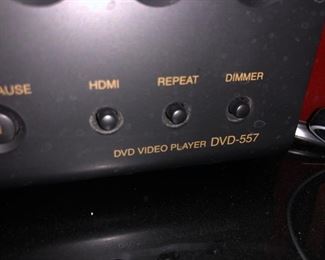 AUSE HDMI REPEAT DIMMER
DVD VIDEO PLAYER DVD-557